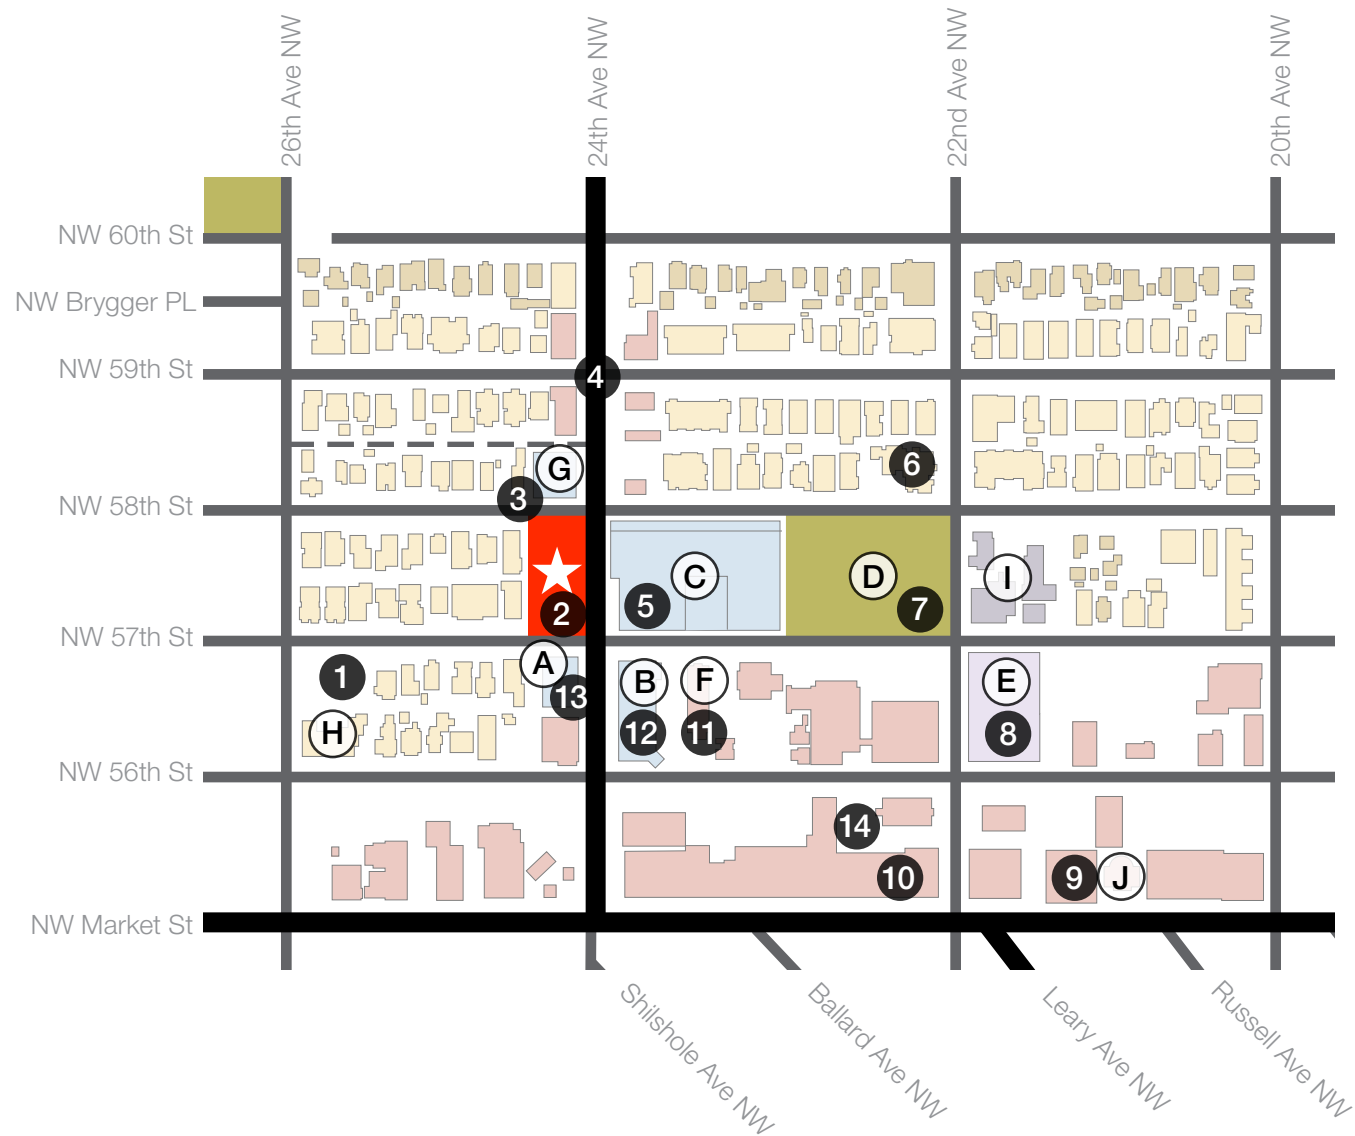 26th Ave NW
24th Ave NW
22nd Ave NW
20th Ave NW
NW 60th St
NW Brygger PL
NW 59th St
4
G
6
3
NW 58th St
C
D
I
5
7
2
NW 57th St
A
1
B
F
E
13
H
12
11
8
NW 56th St
14
10
9
J
NW Market St
Shilshole Ave NW
Ballard Ave NW
Leary Ave NW
Russell Ave NW